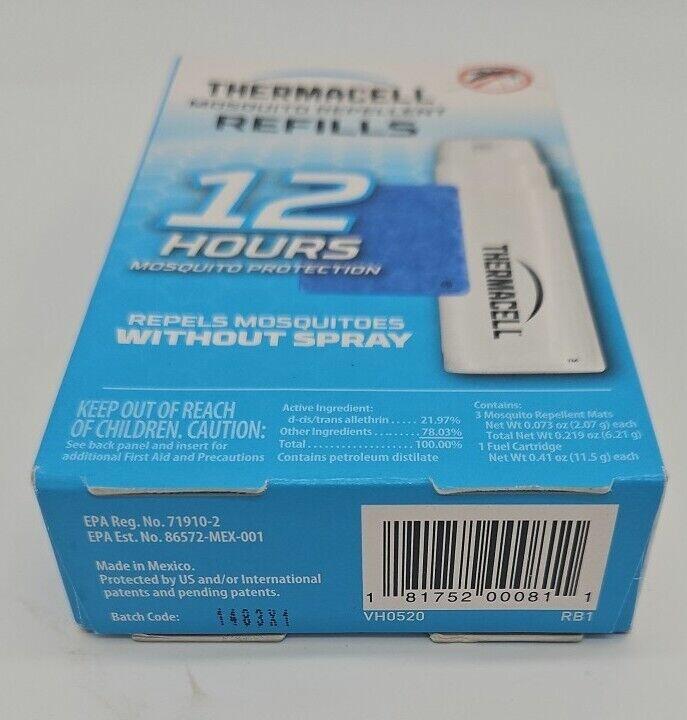 THERMACELL
MOSQUITO REPELLENT
REFILLS
12
HOURS
MOSQUITO PROTECTION
REPELS MOSQUITOES
WITHOUT SPRAY
THERMACELL
™
KEEP OUT OF REACH
OF CHILDREN. CAUTION:
See back panel and insert for
additional First Aid and Precautions
Active Ingredient:
d-cis/trans allethrin ..... 21.97%
Other Ingredients ......... 78.03%
Total ..................... 100.00%
Contains petroleum distilate
Contains:
3 Mosquito Repellent Mats
Net Wt 0.073 oz (2.07 g) each
Total Net Wt 0.219 oz (6.21 g)
1 Fuel Cartridge
Net Wt 0.41 oz (11.5 g) each
EPA Reg. No. 71910-2
EPA Est. No. 86572-MEX-001
Made in Mexico.
Protected by US and/or International
patents and pending patents.
Batch Code:
1 81752 00081 1
VH0520 RB1